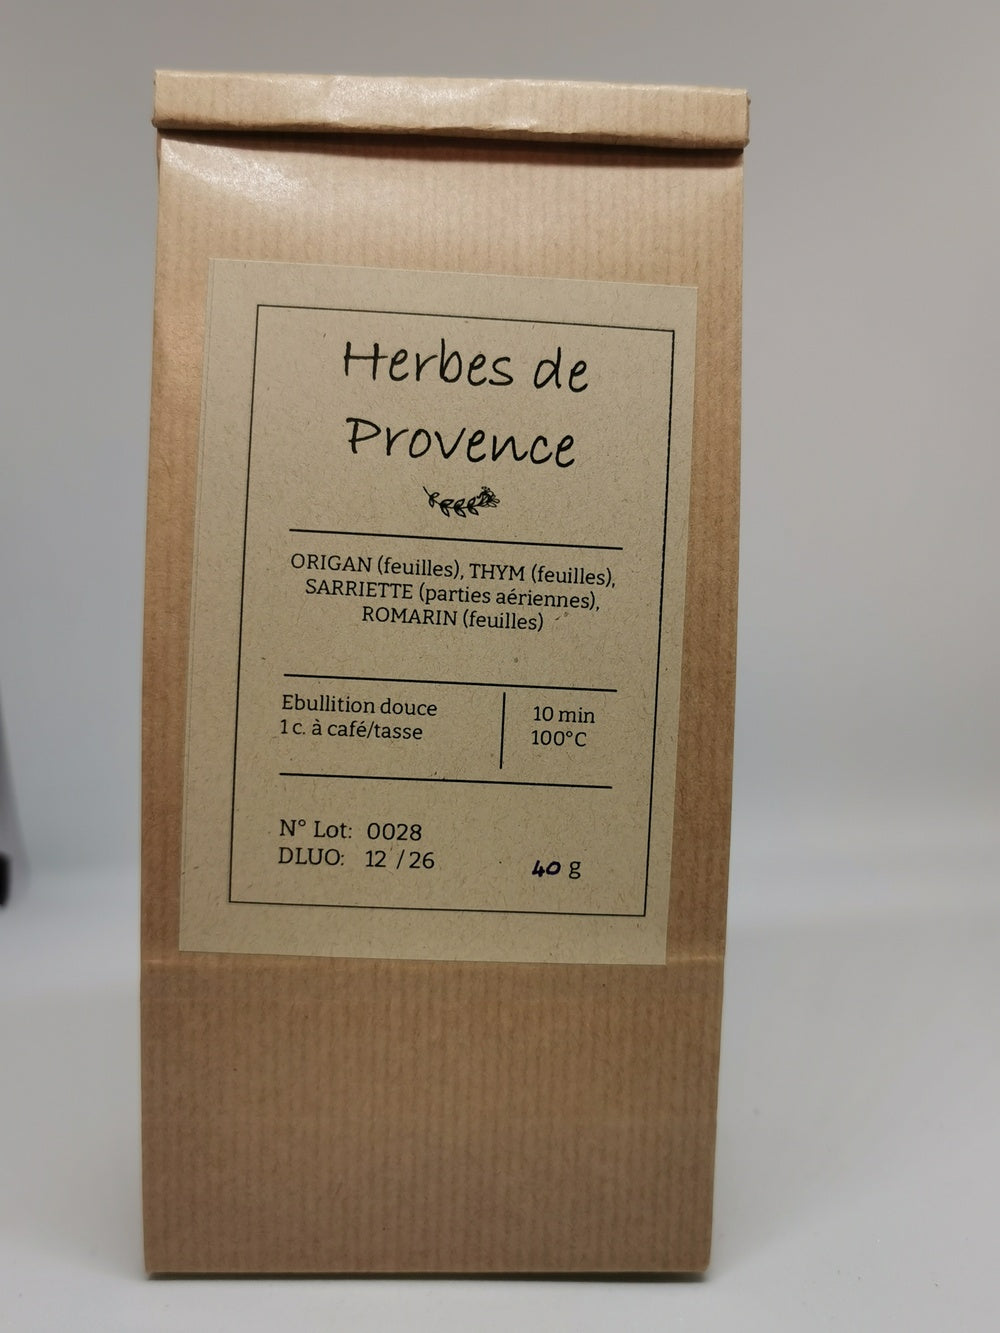 Herbes de
Provence
ORIGAN (feuilles), THYM (feuilles),
SARRIETTE (parties aériennes),
ROMARIN (feuilles)
Ebullition douce
1 c. à café/tasse
10 min
100°C
N° Lot: 0028
DLUO: 12 / 26
40 g